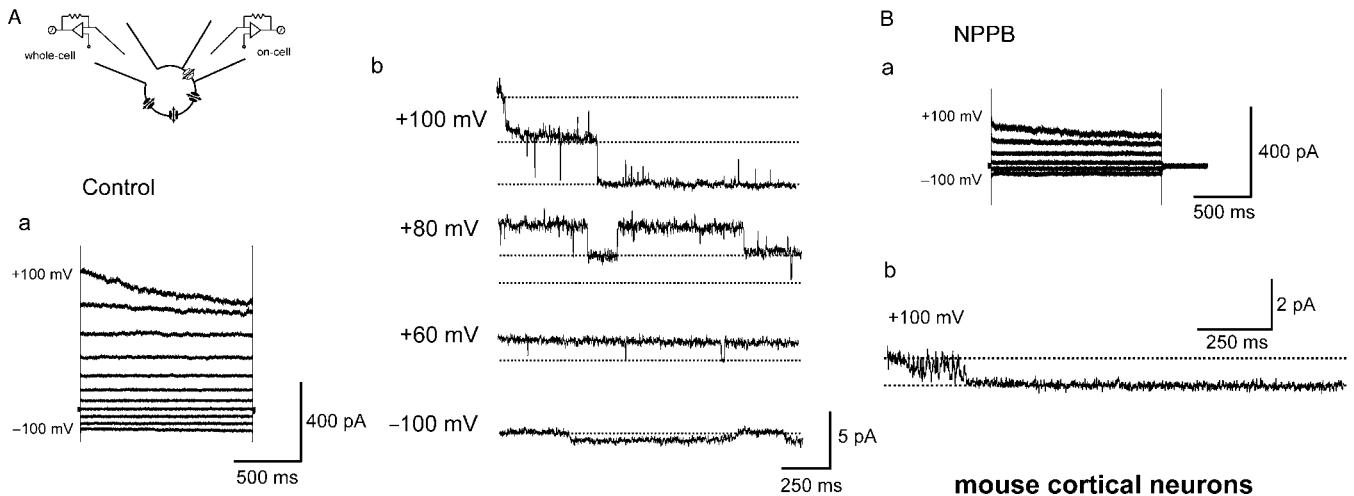 A
whole-cell
on-cell
Control
a
+100 mV
−100 mV
400 pA
500 ms
b
+100 mV
+80 mV
+60 mV
−100 mV
5 pA
250 ms
B
NPPB
a
+100 mV
−100 mV
400 pA
500 ms
b
+100 mV
2 pA
250 ms
mouse cortical neurons